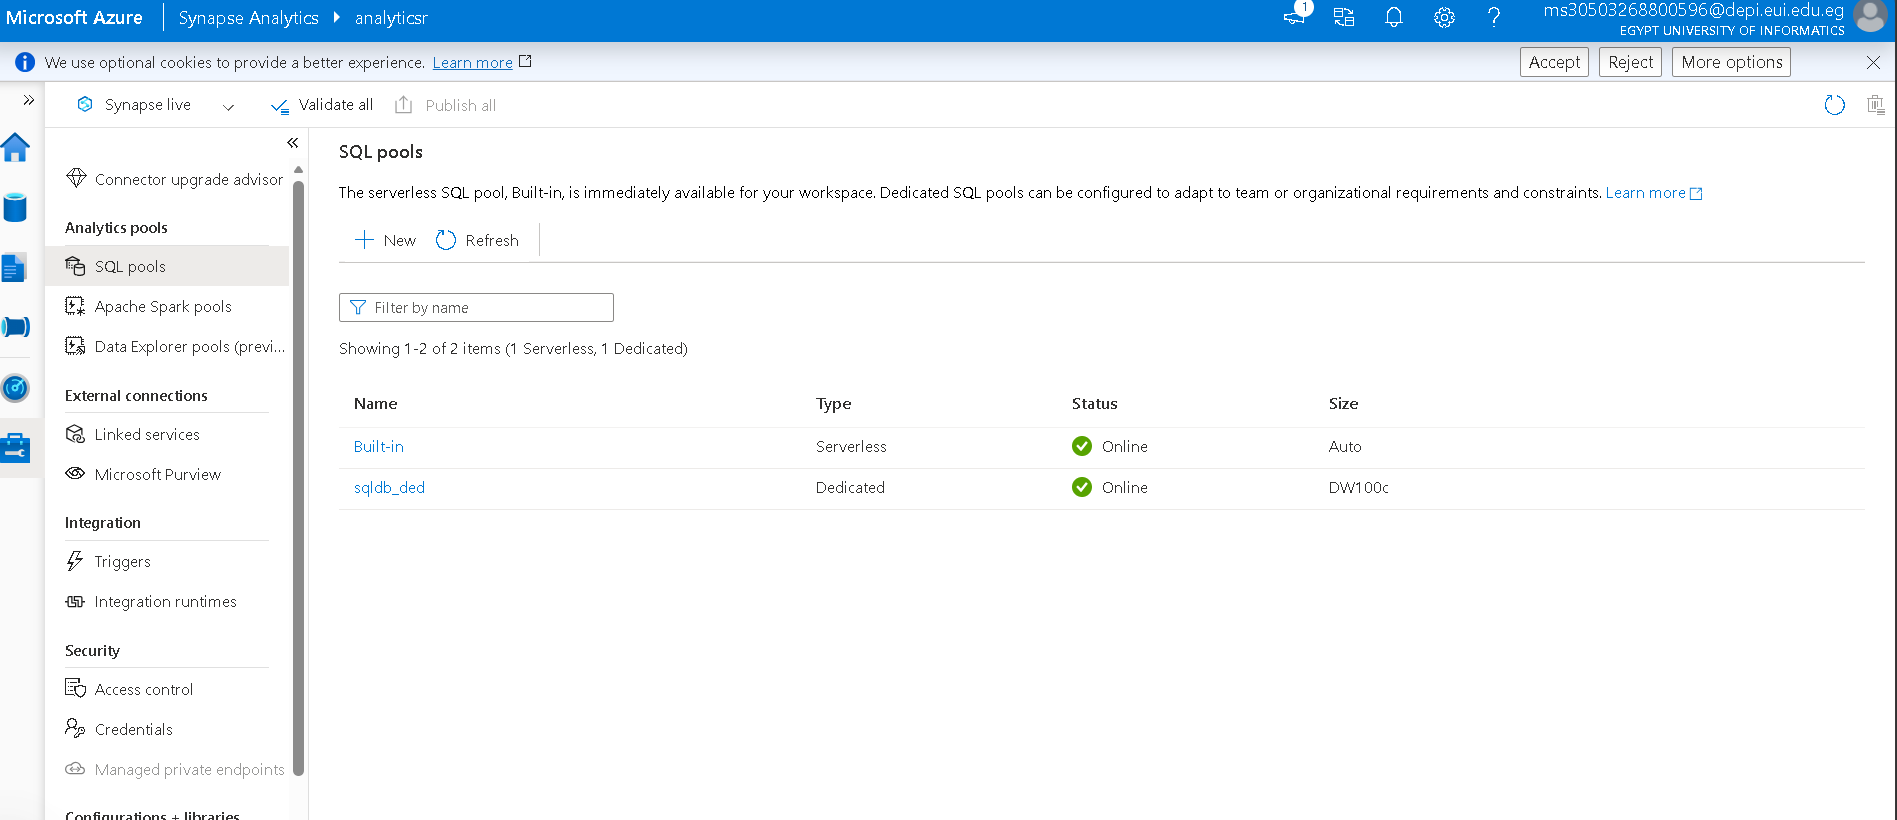 Microsoft Azure
Synapse Analytics
analyticsr
1
ms30503268800596@depi.eui.edu.eg
EGYPT UNIVERSITY OF INFORMATICS
We use optional cookies to provide a better experience. Learn more
Accept
Reject
More options
Synapse live
Validate all
Publish all
Connector upgrade advisor
Analytics pools
SQL pools
Apache Spark pools
Data Explorer pools (previ...
External connections
Linked services
Microsoft Purview
Integration
Triggers
Integration runtimes
Security
Access control
Credentials
Managed private endpoints
Configurations + libraries
SQL pools
The serverless SQL pool, Built-in, is immediately available for your workspace. Dedicated SQL pools can be configured to adapt to team or organizational requirements and constraints. Learn more
New
Refresh
Filter by name
Showing 1-2 of 2 items (1 Serverless, 1 Dedicated)
Name Type Status Size
Built-in Serverless Online Auto
sqldb_ded Dedicated Online DW100c